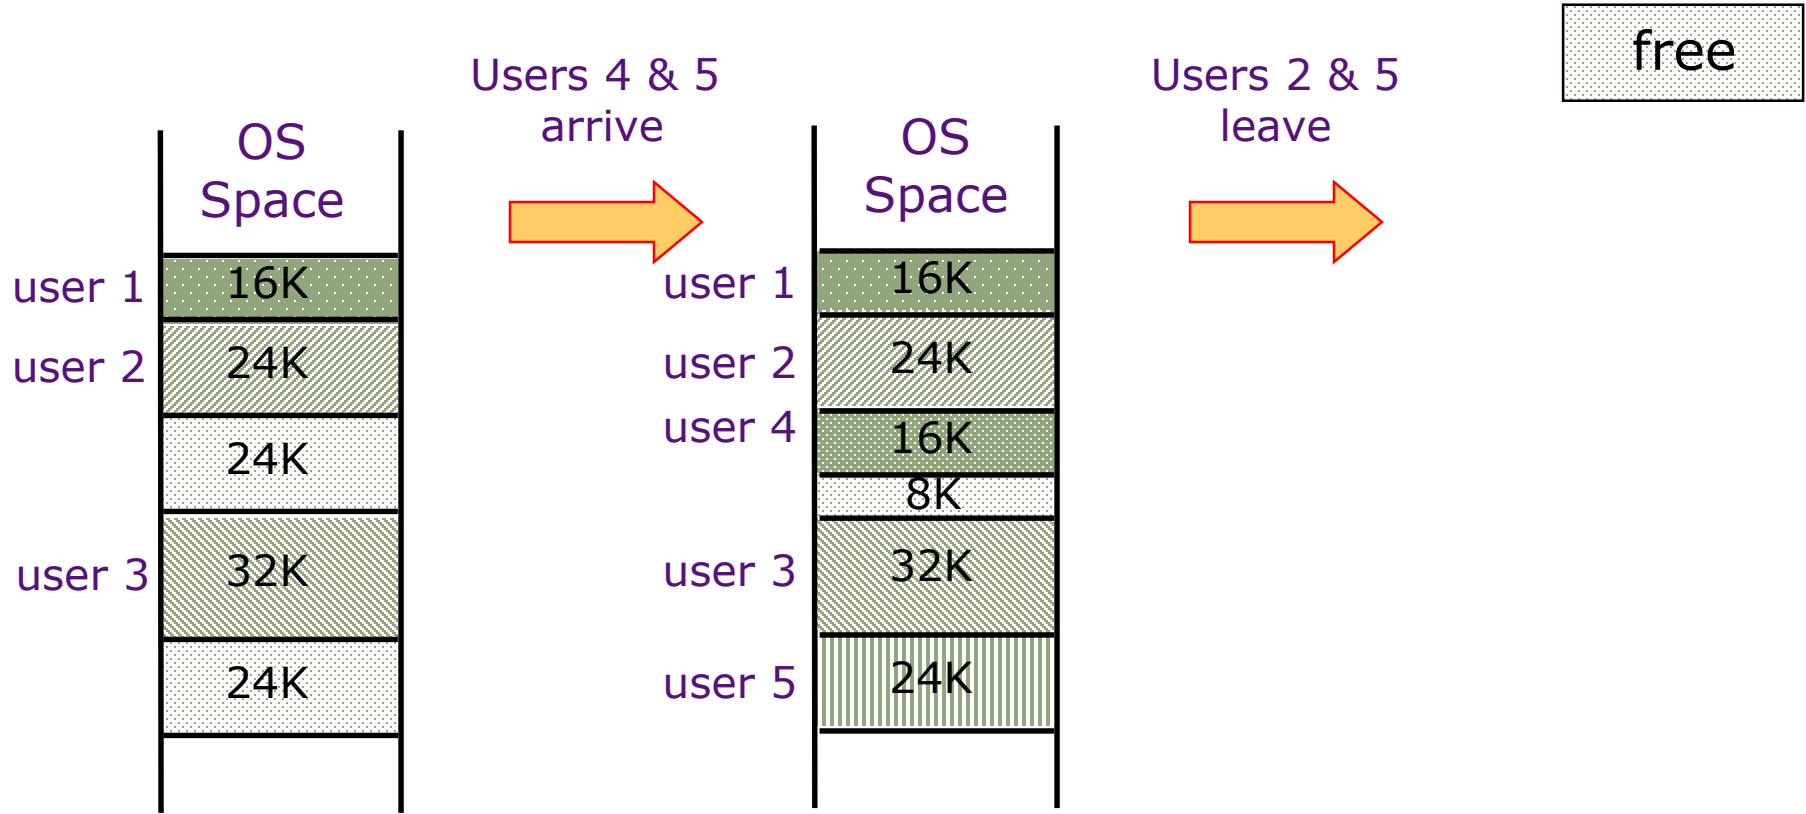 free
Users 4 & 5
arrive
Users 2 & 5
leave
OS
Space
user 1
16K
user 2
24K
24K
user 3
32K
24K
OS
Space
user 1
16K
user 2
24K
user 4
16K
8K
user 3
32K
user 5
24K